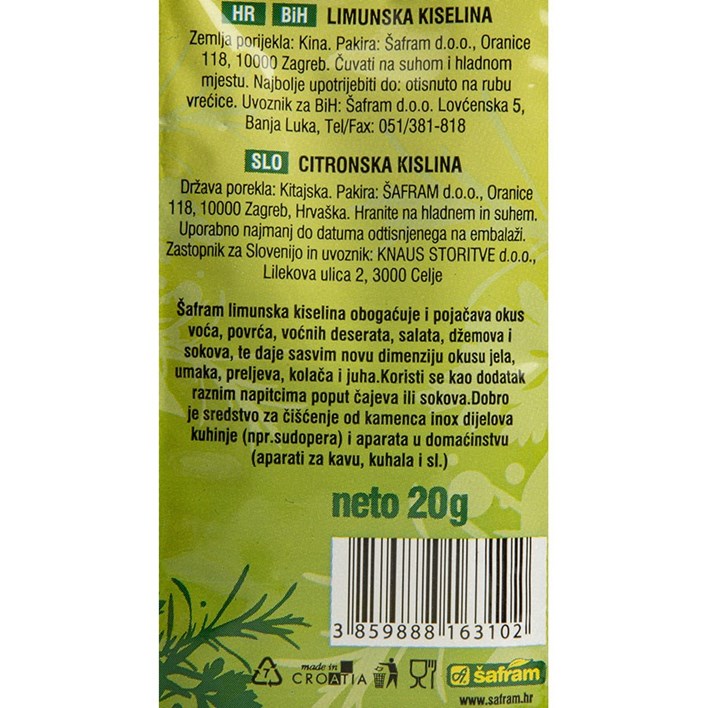 HR BiH LIMUNSKA KISELINA
Zemlja porijekla: Kina. Pakira: Šafram d.o.o., Oranice
118, 10000 Zagreb. Čuvati na suhom i hladnom
mjestu. Najbolje upotrijebiti do: otisnuto na rubu
vrećice. Uvoznik za BiH: Šafram d.o.o. Lovćenska 5,
Banja Luka, Tel/Fax: 051/381-818
SLO CITRONSKA KISLINA
Država porekla: Kitajska. Pakira: ŠAFRAM d.o.o., Oranice
118, 10000 Zagreb, Hrvaška. Hranite na hladnem in suhem.
Uporabno najmanj do datuma odtisnjenega na embalaži.
Zastopnik za Slovenijo in uvoznik: KNAUS STORITVE d.o.o.,
Lilekova ulica 2, 3000 Celje
Šafram limunska kiselina obogaćuje i pojačava okus
voća, povrća, voćnih deserata, salata, džemova i
sokova, te daje sasvim novu dimenziju okusu jela,
umaka, preljeva, kolača i juha.Koristi se kao dodatak
raznim napitcima poput čajeva ili sokova.Dobro
je sredstvo za čišćenje od kamenca inox dijelova
kuhinje (npr.sudopera) i aparata u domaćinstvu
(aparati za kavu, kuhala i sl.)
neto 20g
3 859888 163102
7 made in CROATIA šafram
www.safram.hr